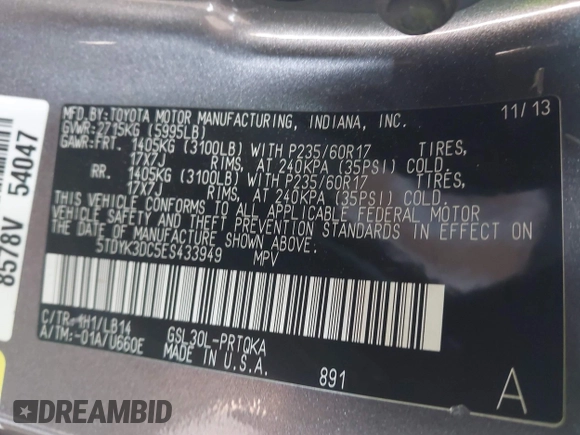 MFD. BY: TOYOTA MOTOR MANUFACTURING, INDIANA, INC. 11/13
GVWR: 2715KG (5995LB)
GAWR: FRT. 1405KG (3100LB) WITH P235/60R17 TIRES,
17X7J RIMS, AT 240KPA (35PSI) COLD.
RR. 1405KG (3100LB) WITH P235/60R17 TIRES,
17X7J RIMS, AT 240KPA (35PSI) COLD.
THIS VEHICLE CONFORMS TO ALL APPLICABLE FEDERAL MOTOR
VEHICLE SAFETY AND THEFT PREVENTION STANDARDS IN EFFECT ON
THE DATE OF MANUFACTURE SHOWN ABOVE.
5TDYK3DC5ES433949 MPV
C/TR: 4H1/LB14
A/TM:-01A/U660E
GSL30L-PRTQKA
MADE IN U.S.A.
891
A
8578V 54047
DREAMBID